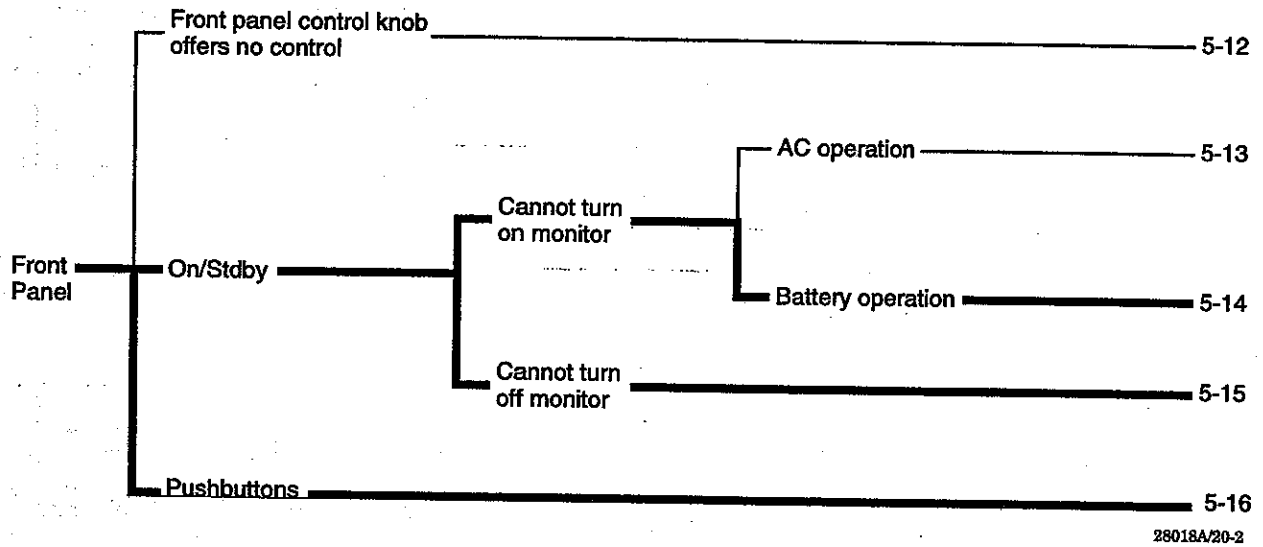 Front panel control knob
offers no control
5-12
AC operation
5-13
Cannot turn
on monitor
Front
Panel
On/Stdby
Battery operation
5-14
Cannot turn
off monitor
5-15
Pushbuttons
5-16
28018A/20-2